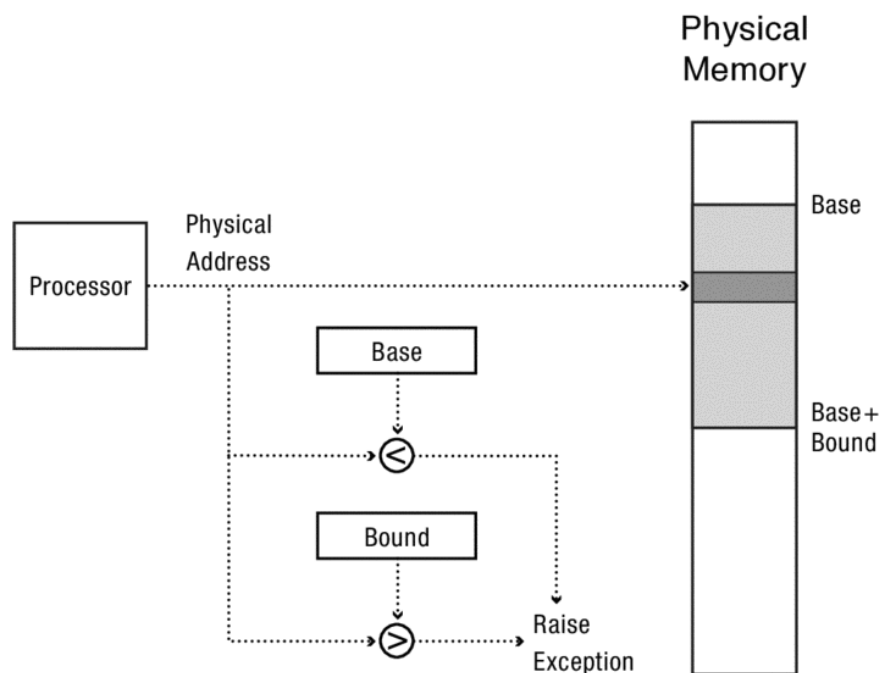 Physical
Memory
Base
Physical
Address
Processor
Base
<
Base+
Bound
Bound
>
Raise
Exception